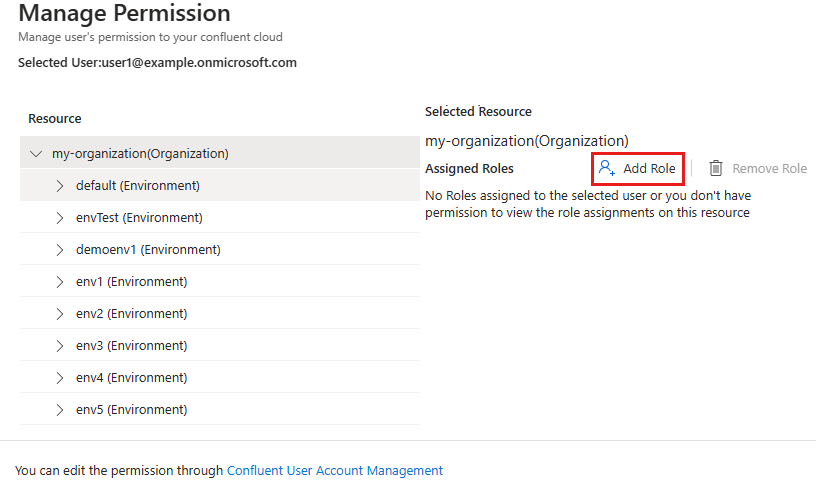 Manage Permission
Manage user's permission to your confluent cloud
Selected User:user1@example.onmicrosoft.com
Resource
my-organization(Organization)
default (Environment)
envTest (Environment)
demoenv1 (Environment)
env1 (Environment)
env2 (Environment)
env3 (Environment)
env4 (Environment)
env5 (Environment)
Selected Resource
my-organization(Organization)
Assigned Roles Add Role Remove Role
No Roles assigned to the selected user or you don't have
permission to view the role assignments on this resource
You can edit the permission through Confluent User Account Management